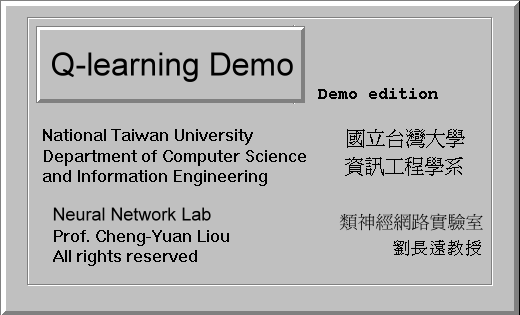 Q-learning Demo
Demo edition
National Taiwan University
Department of Computer Science
and Information Engineering
國立台灣大學
資訊工程學系
Neural Network Lab
Prof. Cheng-Yuan Liou
All rights reserved
類神經網路實驗室
劉長遠教授